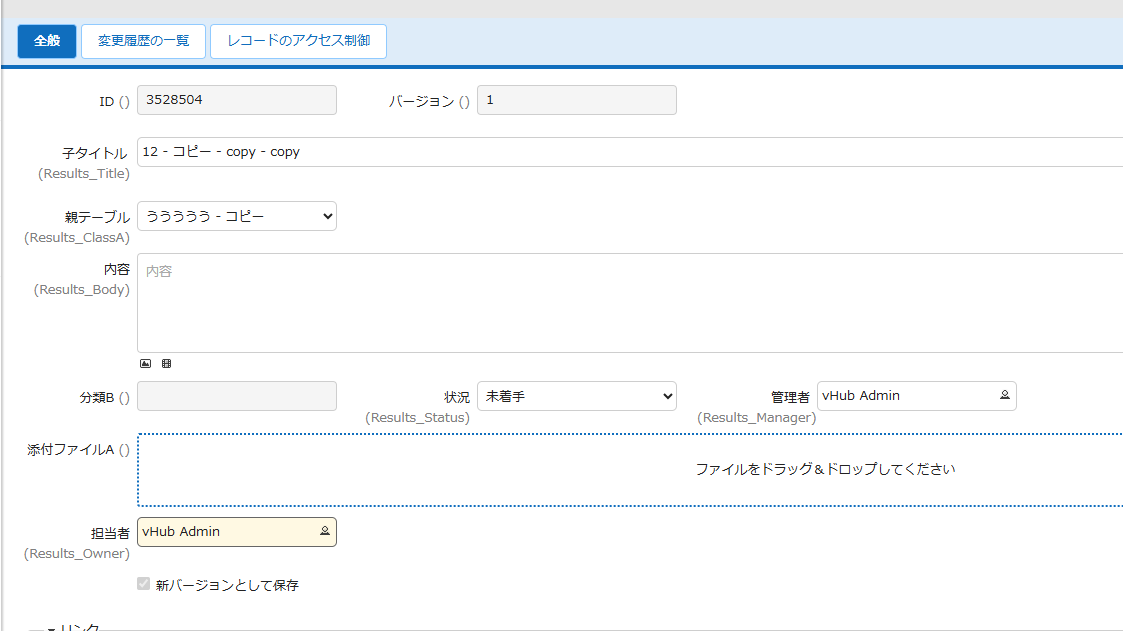 全般 変更履歴の一覧 レコードのアクセス制御
ID () 3528504 バージョン () 1
子タイトル 12 - コピー - copy - copy
(Results_Title)
親テーブル ううううう - コピー
(Results_ClassA)
内容 内容
(Results_Body)
分類B () 状況 未着手 管理者 vHub Admin
(Results_Status) (Results_Manager)
添付ファイルA () ファイルをドラッグ＆ドロップしてください
担当者 vHub Admin
(Results_Owner)
新バージョンとして保存
リンク